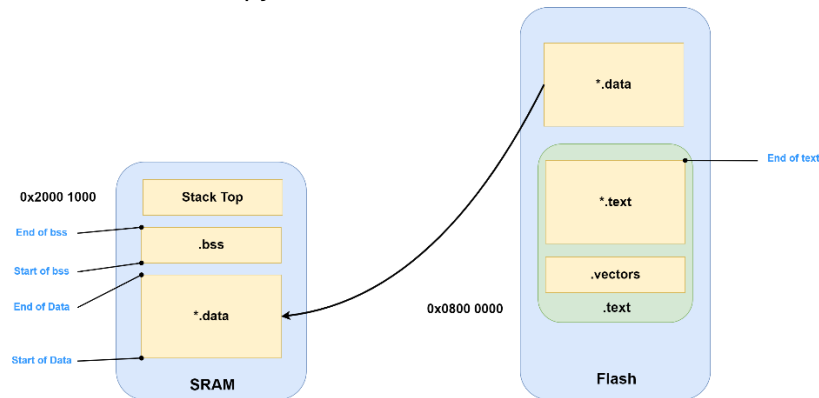 *.data
End of text
*.text
0x2000 1000
Stack Top
End of bss
.bss
Start of bss
.vectors
End of Data
0x0800 0000
.text
*.data
Start of Data
SRAM
Flash